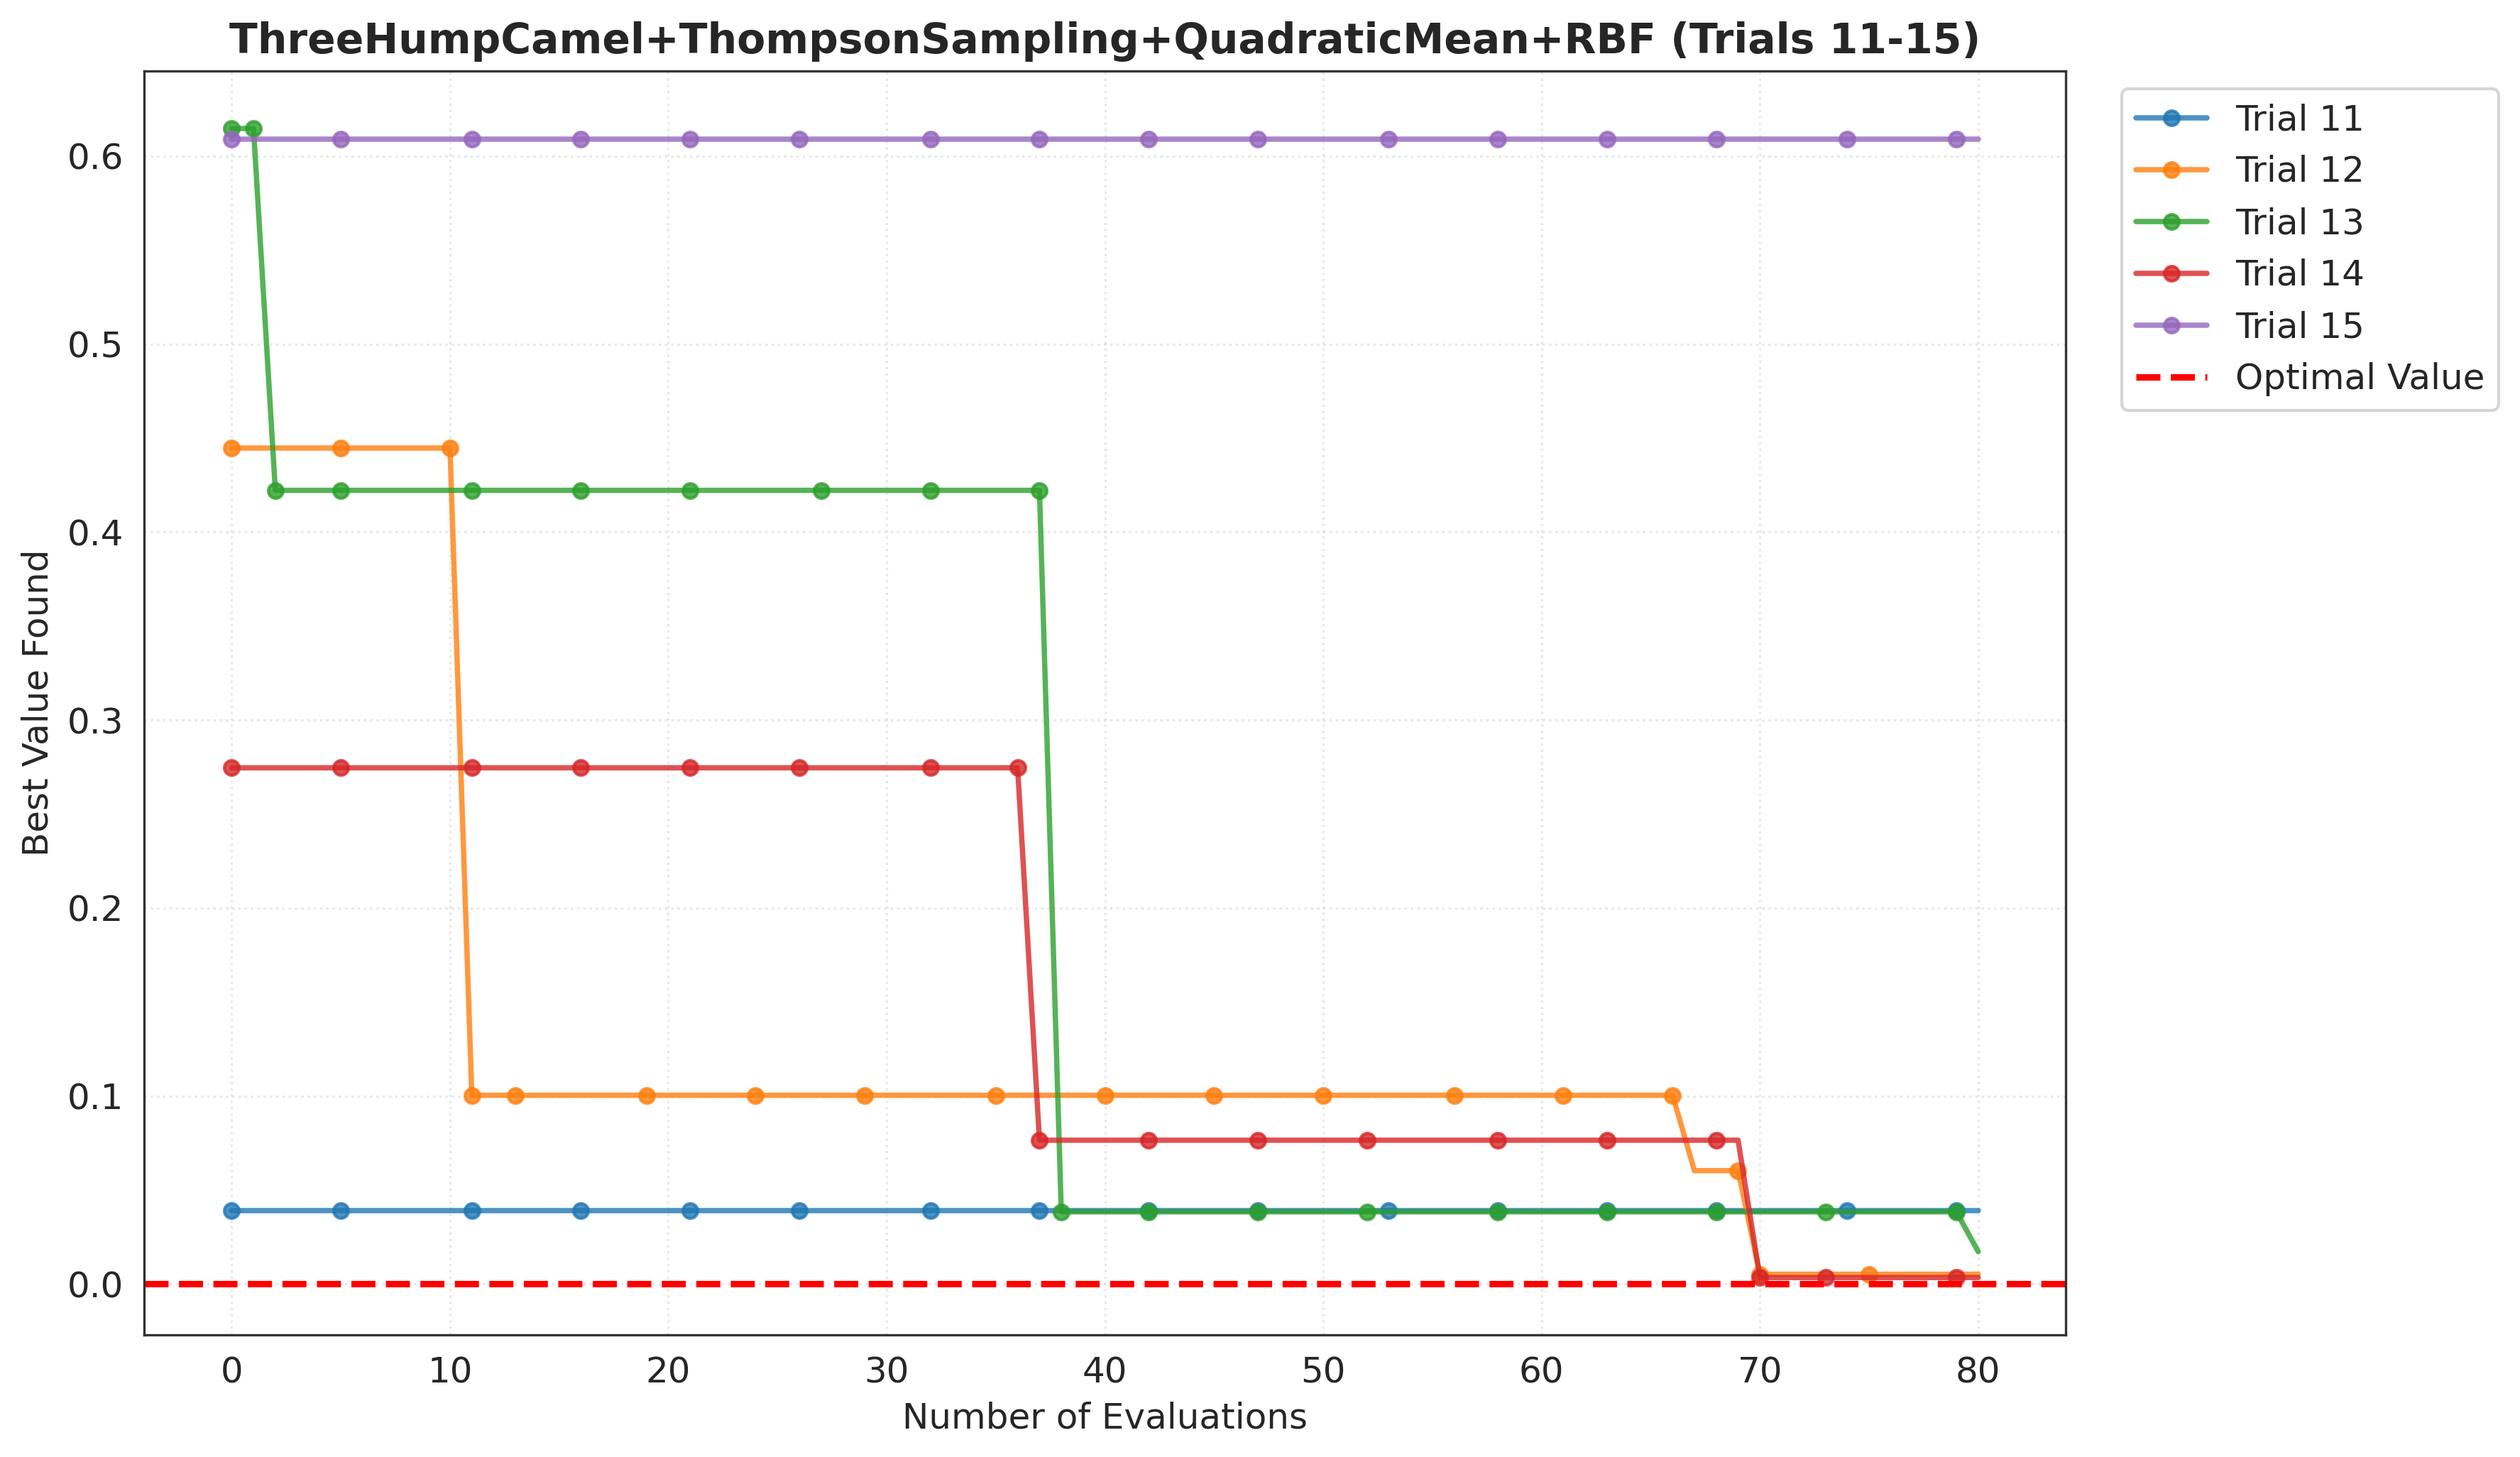 ThreeHumpCamel+ThompsonSampling+QuadraticMean+RBF (Trials 11-15)
Best Value Found
0.6
0.5
0.4
0.3
0.2
0.1
0.0
0 10 20 30 40 50 60 70 80
Number of Evaluations
Trial 11
Trial 12
Trial 13
Trial 14
Trial 15
Optimal Value